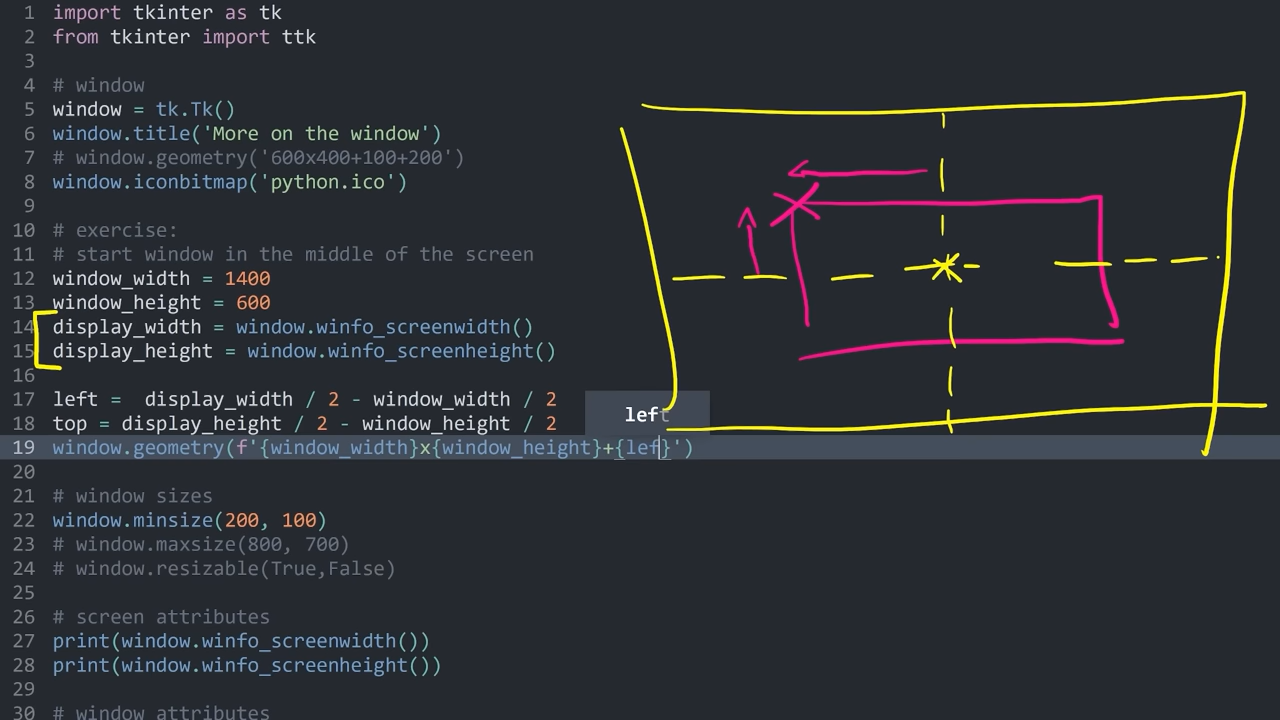 1 import tkinter as tk
2 from tkinter import ttk
3
4 # window
5 window = tk.Tk()
6 window.title('More on the window')
7 # window.geometry('600x400+100+200')
8 window.iconbitmap('python.ico')
9
10 # exercise:
11 # start window in the middle of the screen
12 window_width = 1400
13 window_height = 600
14 display_width = window.winfo_screenwidth()
15 display_height = window.winfo_screenheight()
16
17 left =  display_width / 2 - window_width / 2
18 top = display_height / 2 - window_height / 2
left
19 window.geometry(f'{window_width}x{window_height}+{lef}')
20
21 # window sizes
22 window.minsize(200, 100)
23 # window.maxsize(800, 700)
24 # window.resizable(True,False)
25
26 # screen attributes
27 print(window.winfo_screenwidth())
28 print(window.winfo_screenheight())
29
30 # window attributes